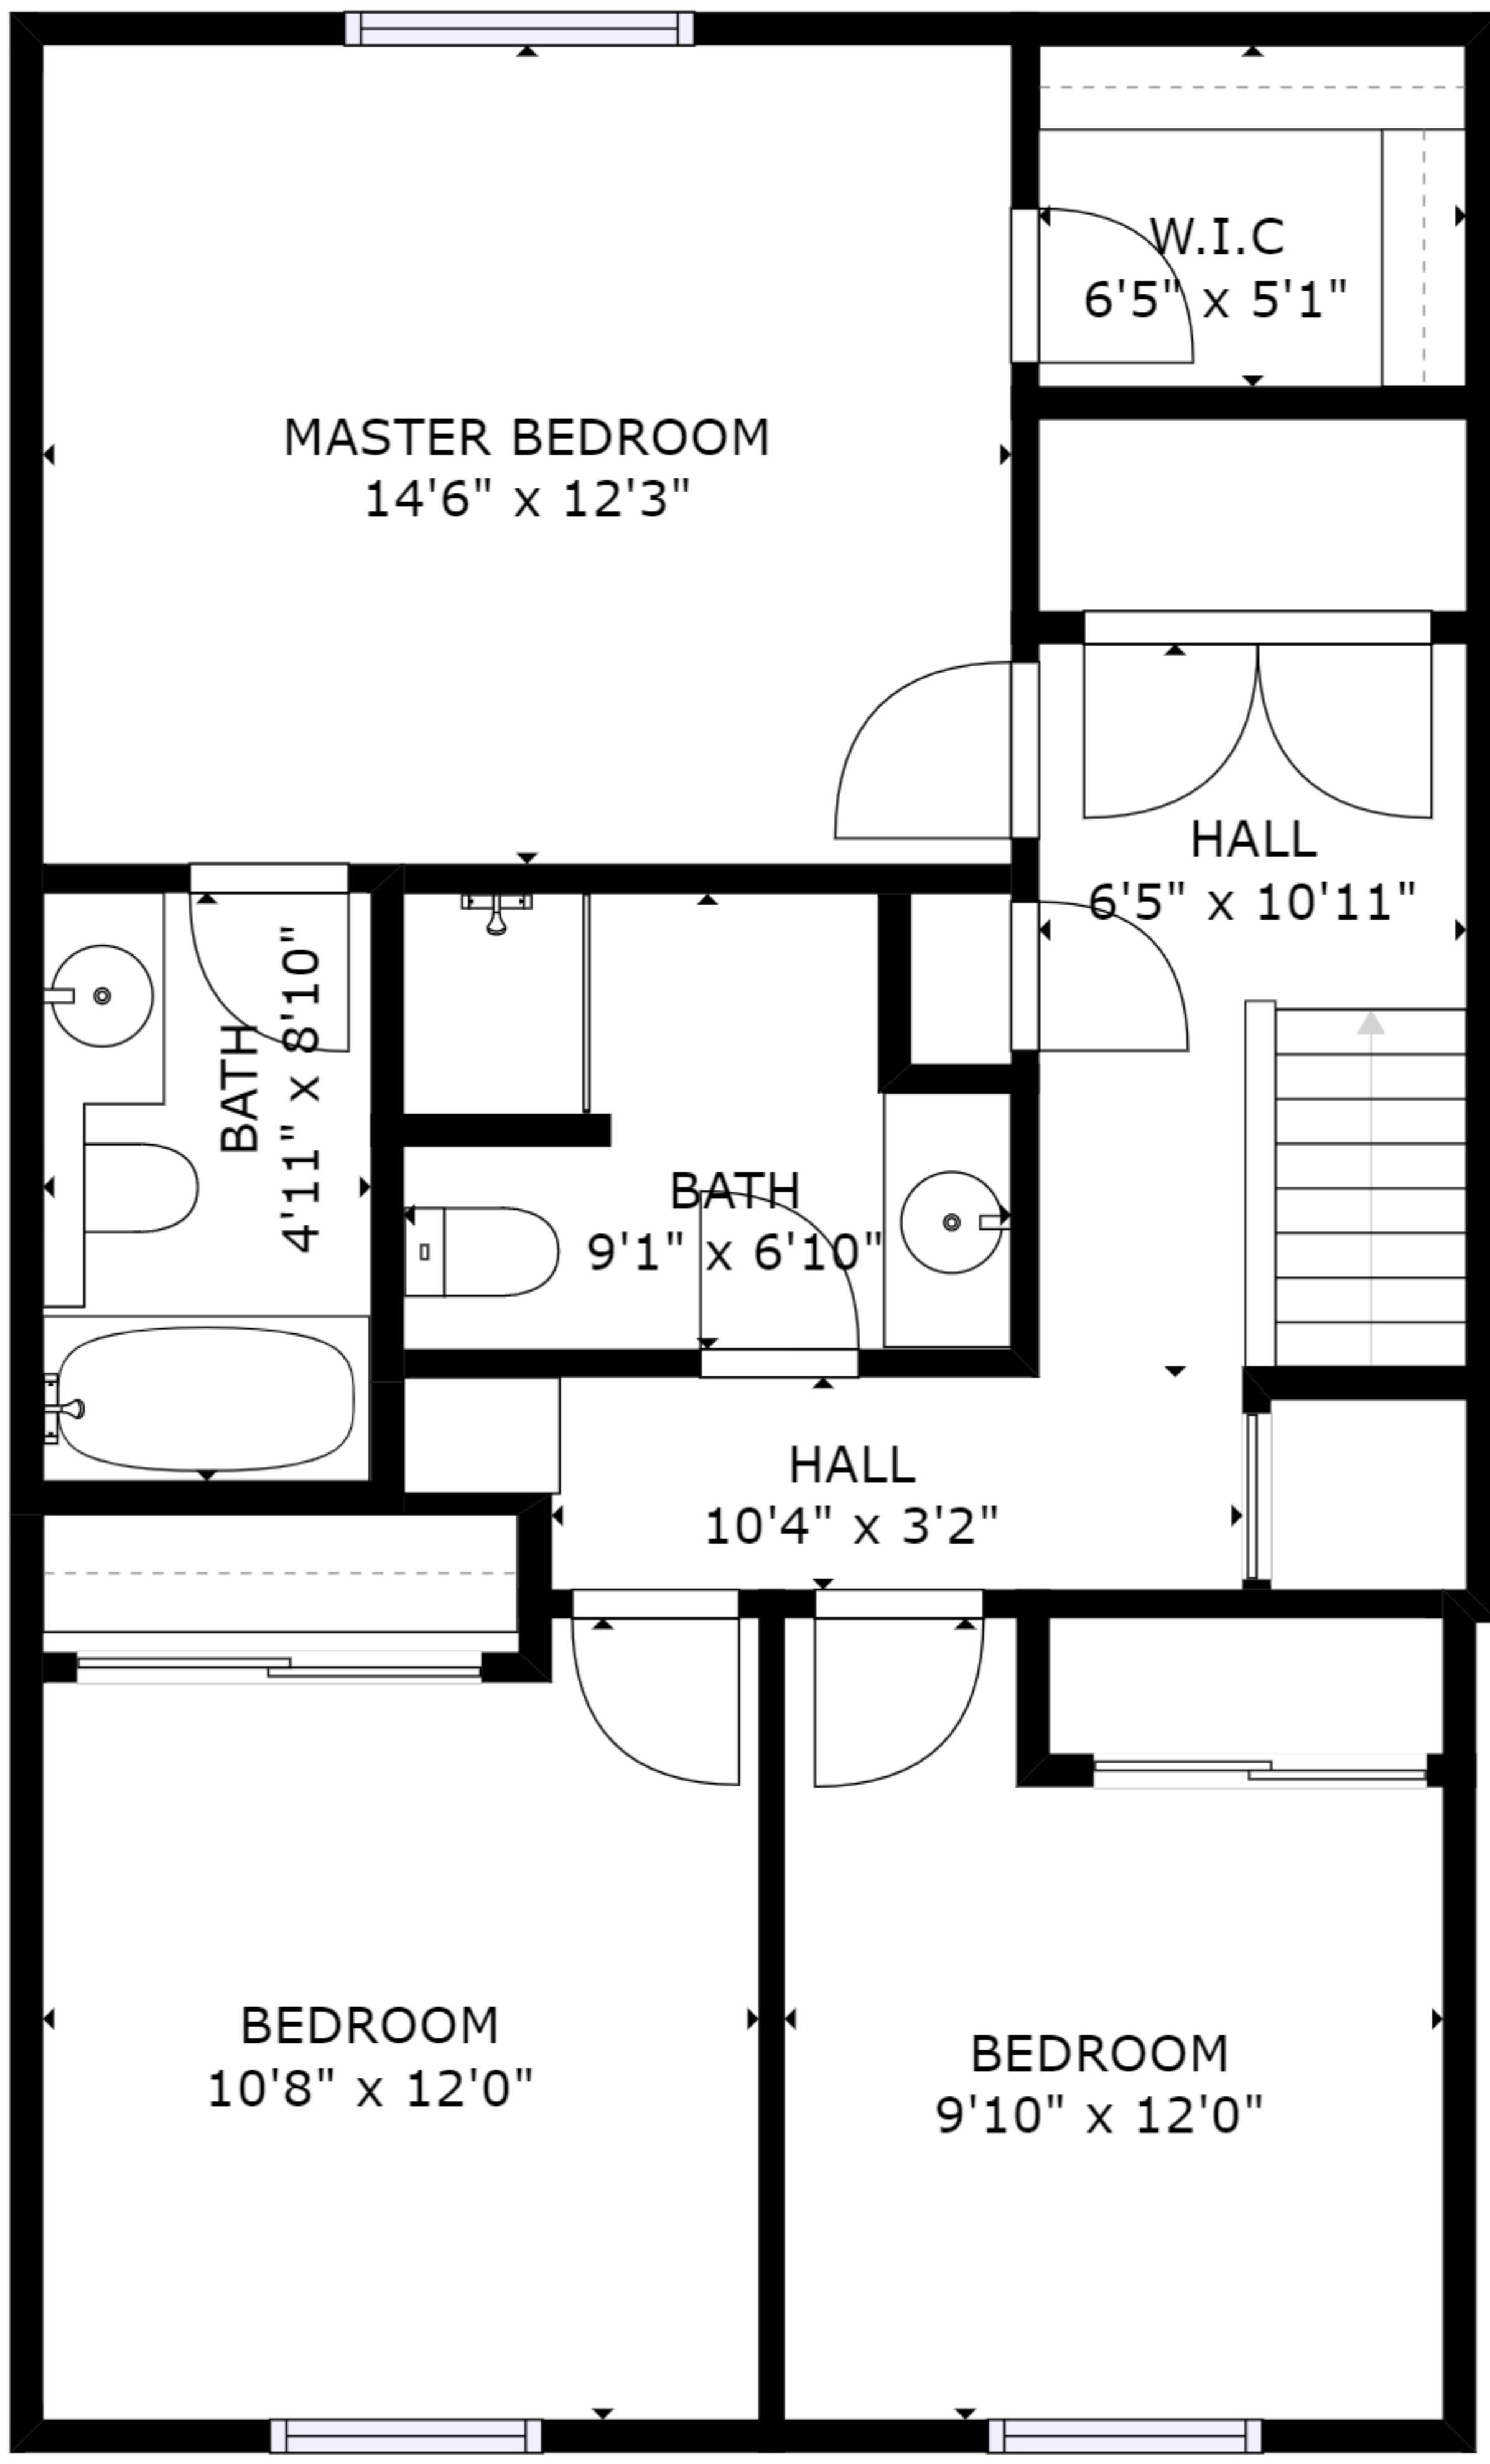 W.I.C
6'5" x 5'1"
MASTER BEDROOM
14'6" x 12'3"
HALL
6'5" x 10'11"
BATH
4'11" x 8'10"
BATH
9'1" x 6'10"
HALL
10'4" x 3'2"
BEDROOM
10'8" x 12'0"
BEDROOM
9'10" x 12'0"